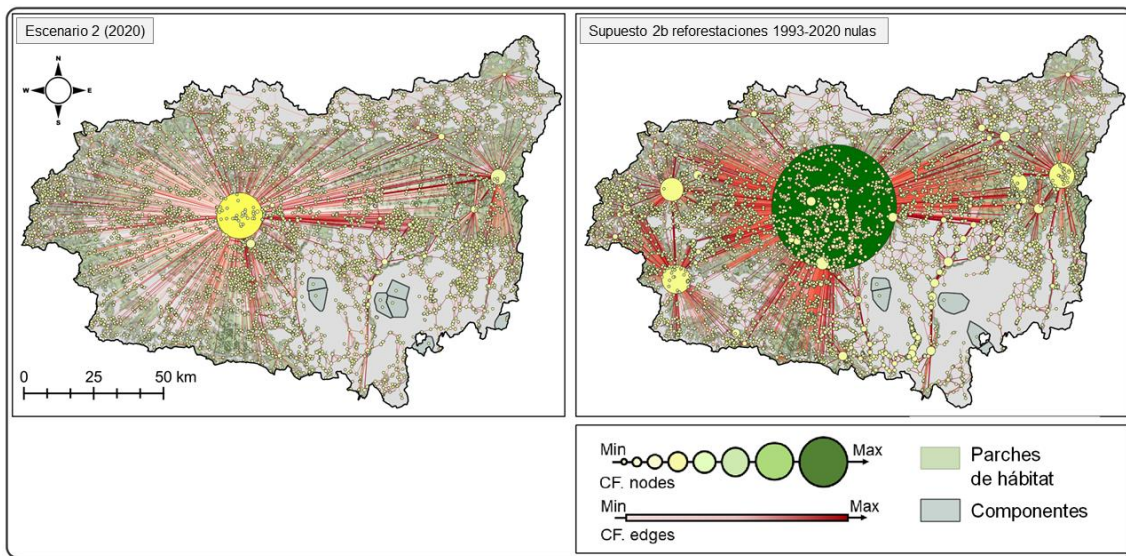 Escenario 2 (2020)
Supuesto 2b reforestaciones 1993-2020 nulas
N
W
E
S
0 25 50 km
Min Max
CF. nodes
Min Max
CF. edges
Parches
de hábitat
Componentes